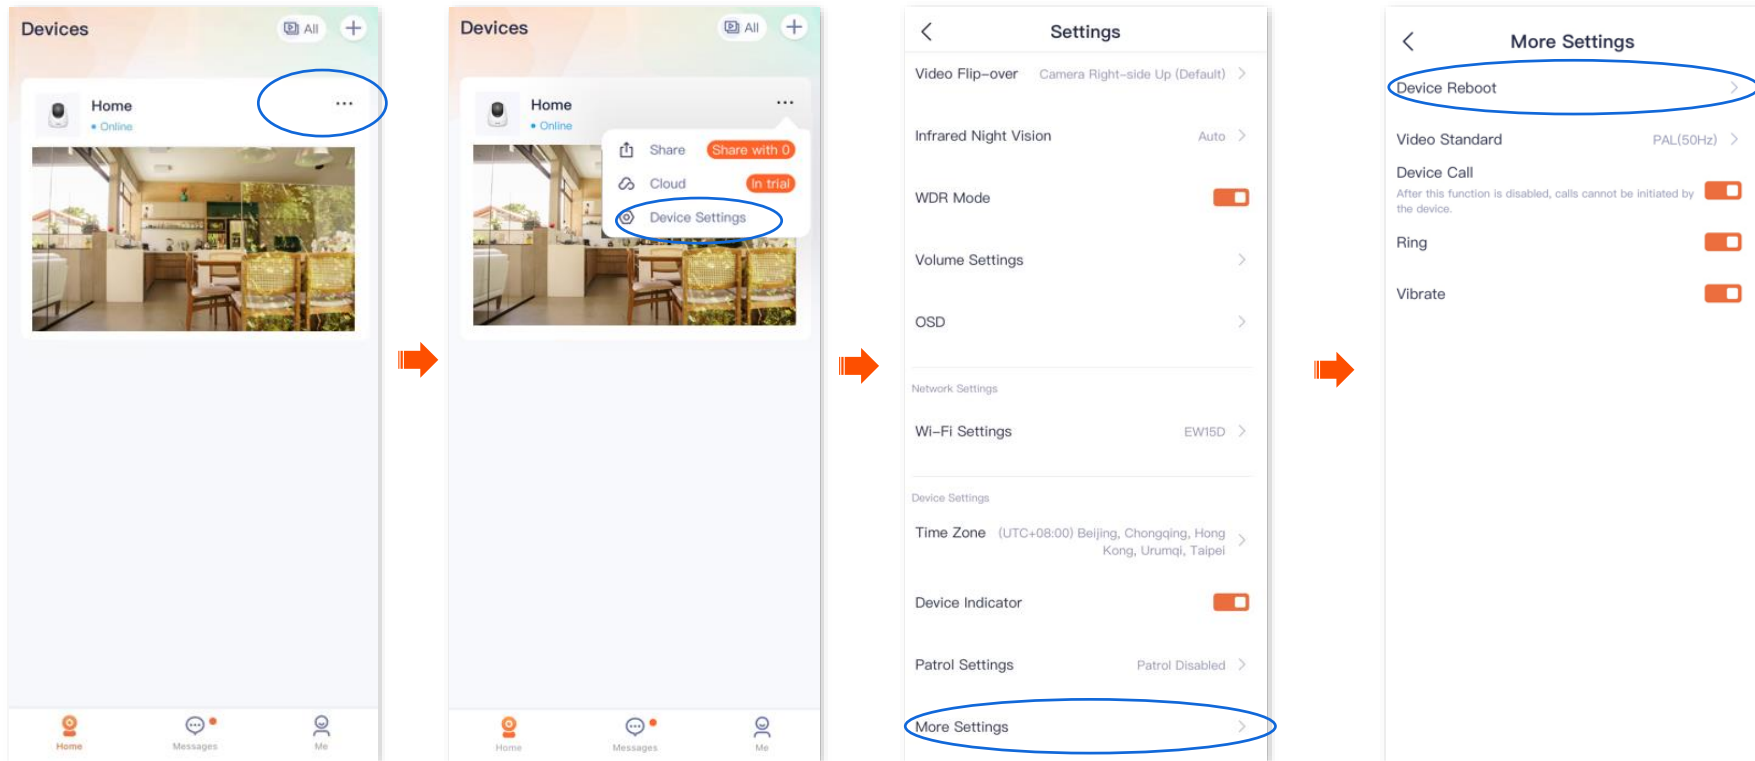 Devices
All
Home
Online
Home
Messages
Me
Devices
All
Home
Online
Share
Share with 0
Cloud
In trial
Device Settings
Home
Messages
Me
Settings
Video Flip-over Camera Right-side Up (Default)
Infrared Night Vision Auto
WDR Mode
Volume Settings
OSD
Network Settings
Wi-Fi Settings EW15D
Device Settings
Time Zone (UTC+08:00) Beijing, Chongqing, Hong
Kong, Urumqi, Taipei
Device Indicator
Patrol Settings Patrol Disabled
More Settings
More Settings
Device Reboot
Video Standard PAL(50Hz)
Device Call
After this function is disabled, calls cannot be initiated by
the device.
Ring
Vibrate